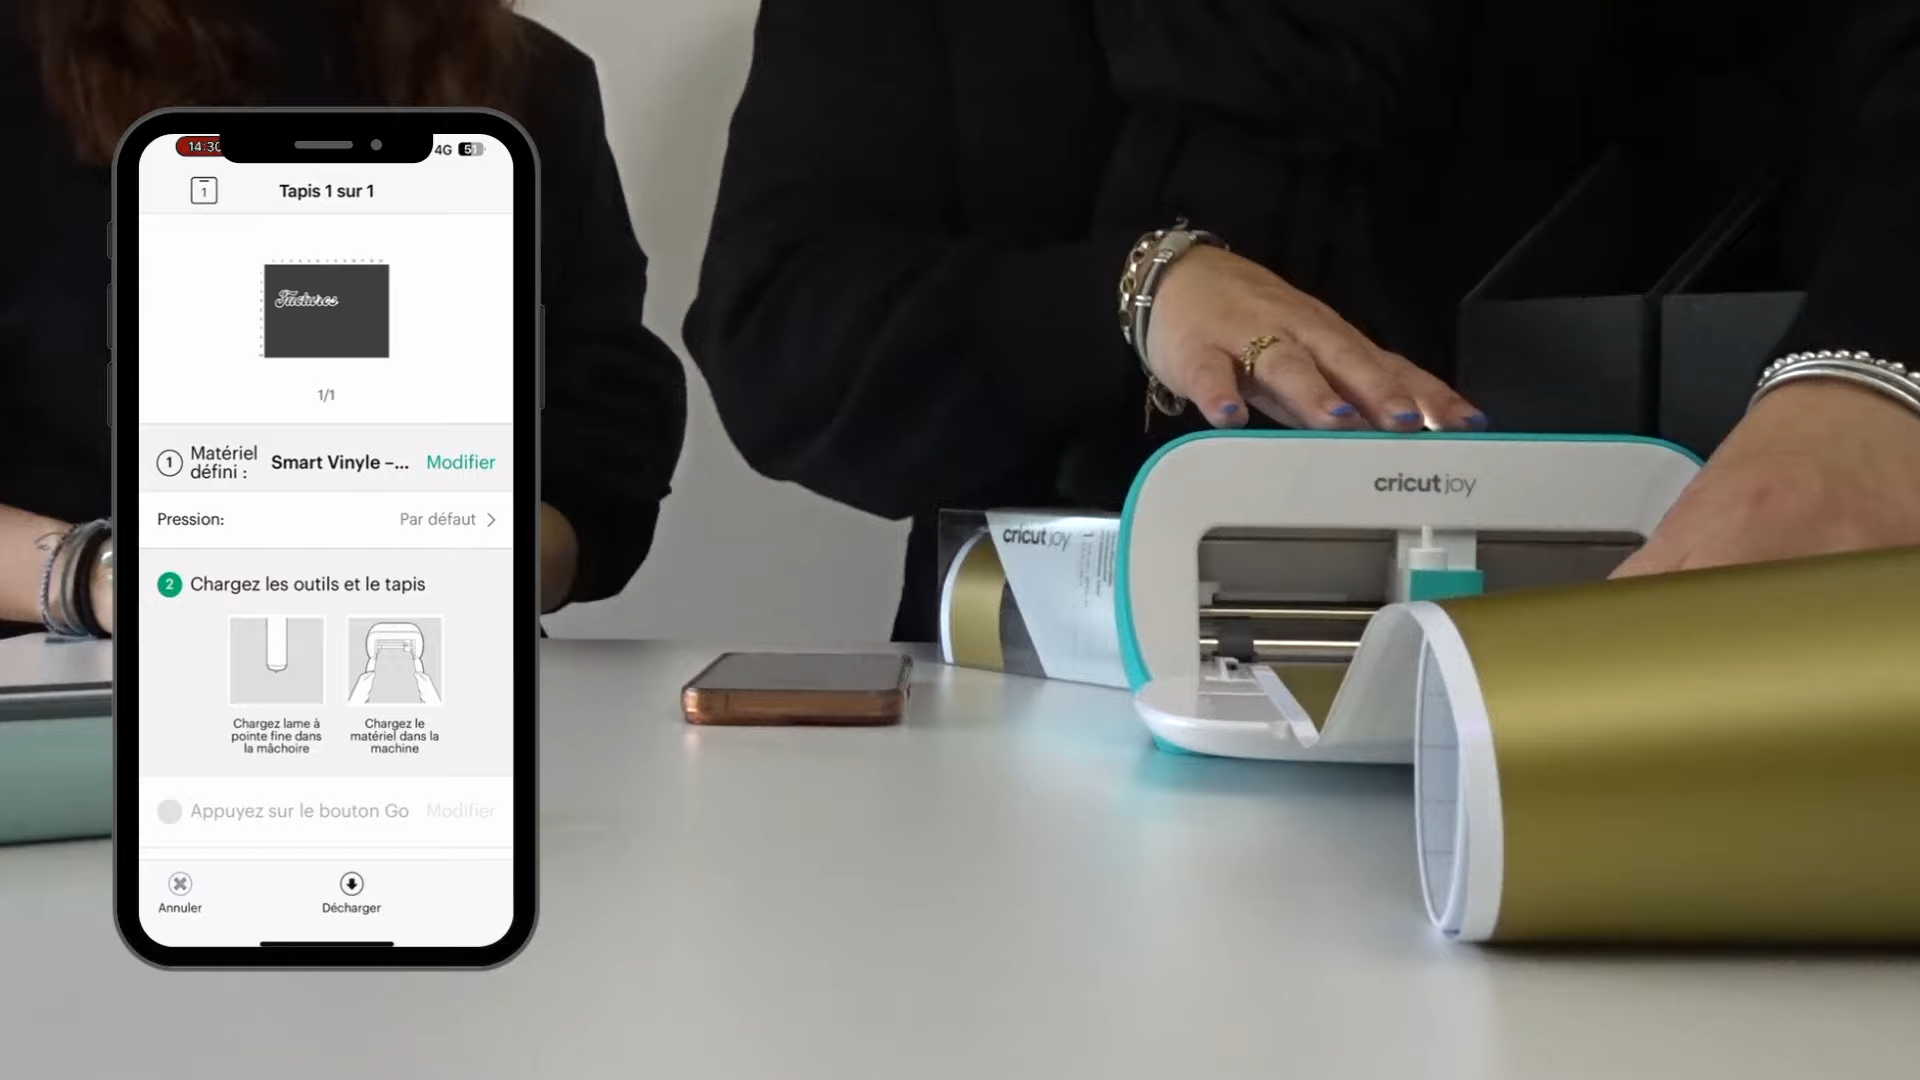 14:30
4G 51
1
Tapis 1 sur 1
Factures
1/1
1 Matériel défini : Smart Vinyle –... Modifier
Pression: Par défaut
2 Chargez les outils et le tapis
Chargez lame à
pointe fine dans
la mâchoire
Chargez le
matériel dans la
machine
Appuyez sur le bouton Go Modifier
Annuler
Décharger
cricut joy
cricut joy